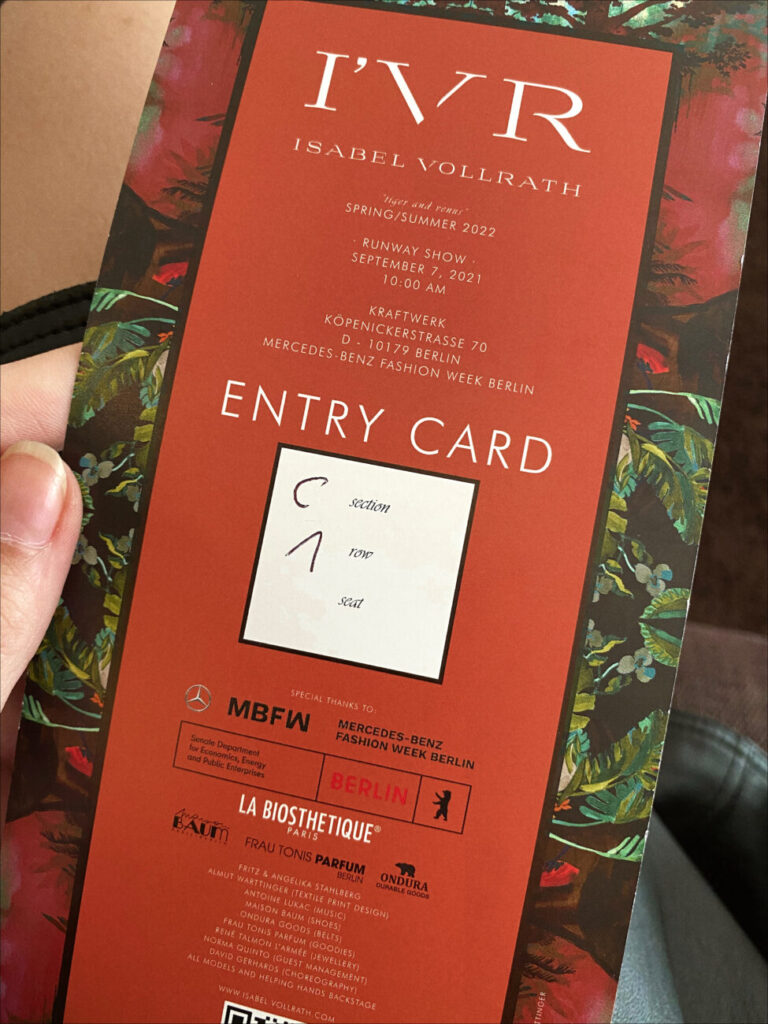 I'VR
ISABEL VOLLRATH
"tiger and venus"
SPRING/SUMMER 2022
· RUNWAY SHOW ·
SEPTEMBER 7, 2021
10:00 AM
KRAFTWERK
KÖPENICKERSTRASSE 70
D - 10179 BERLIN
MERCEDES-BENZ FASHION WEEK BERLIN
ENTRY CARD
C section
1 row
seat
SPECIAL THANKS TO:
MBFW MERCEDES-BENZ
FASHION WEEK BERLIN
Senate Department
for Economics, Energy
and Public Enterprises
BERLIN
LA BIOSTHETIQUE®
PARIS
BAUM
FRAU TONIS PARFUM
BERLIN
ONDURA
DURABLE GOODS
FRITZ & ANGELIKA STAHLBERG
ALMUT WARTTINGER (TEXTILE PRINT DESIGN)
ANTOINE LUKAC (MUSIC)
MAISON BAUM (SHOES)
ONDURA GOODS (BELTS)
FRAU TONIS PARFUM (GOODIES)
RENÉ TALMON L'ARMÉE (JEWELLERY)
NORMA QUINTO (GUEST MANAGEMENT)
DAVID GERHARDS (CHOREOGRAPHY)
ALL MODELS AND HELPING HANDS BACKSTAGE
WWW.ISABEL VOLLRATH.COM